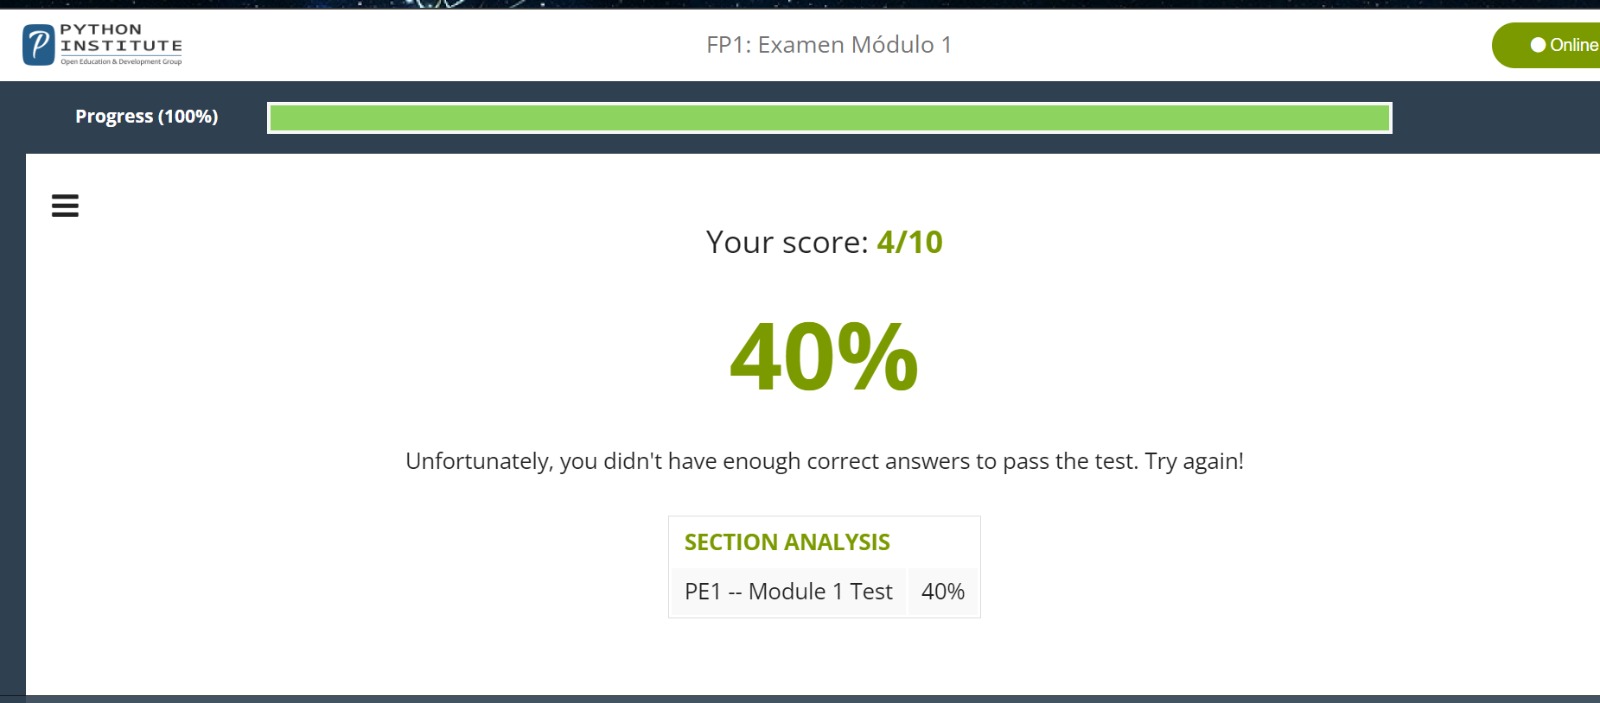 PYTHON
INSTITUTE
Open Education & Development Group
FP1: Examen Módulo 1
Online
Progress (100%)
Your score: 4/10
40%
Unfortunately, you didn't have enough correct answers to pass the test. Try again!
SECTION ANALYSIS
PE1 -- Module 1 Test 40%